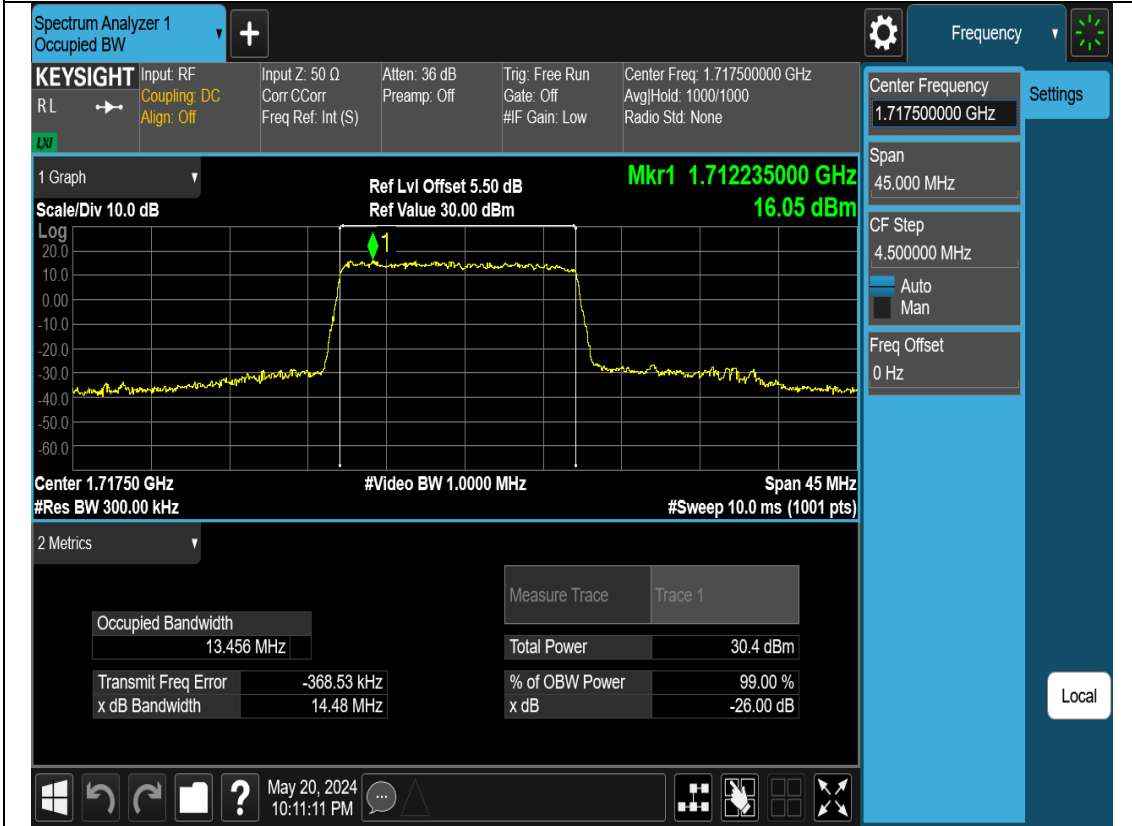 Spectrum Analyzer 1
Occupied BW
Frequency
KEYSIGHT
R L
LXI
Input: RF
Coupling: DC
Align: Off
Input Z: 50 Ω
Corr CCorr
Freq Ref: Int (S)
Atten: 36 dB
Preamp: Off
Trig: Free Run
Gate: Off
#IF Gain: Low
Center Freq: 1.717500000 GHz
Avg|Hold: 1000/1000
Radio Std: None
Center Frequency
1.717500000 GHz
Settings
Span
45.000 MHz
CF Step
4.500000 MHz
Auto
Man
Freq Offset
0 Hz
Local
1 Graph
Scale/Div 10.0 dB
Ref Lvl Offset 5.50 dB
Ref Value 30.00 dBm
Mkr1 1.712235000 GHz
16.05 dBm
Log
1
20.0
10.0
0.00
-10.0
-20.0
-30.0
-40.0
-50.0
-60.0
Center 1.71750 GHz
#Video BW 1.0000 MHz
Span 45 MHz
#Res BW 300.00 kHz
#Sweep 10.0 ms (1001 pts)
2 Metrics
Measure Trace
Trace 1
Occupied Bandwidth
13.456 MHz
Total Power
30.4 dBm
Transmit Freq Error
-368.53 kHz
% of OBW Power
99.00 %
x dB Bandwidth
14.48 MHz
x dB
-26.00 dB
?
May 20, 2024
10:11:11 PM